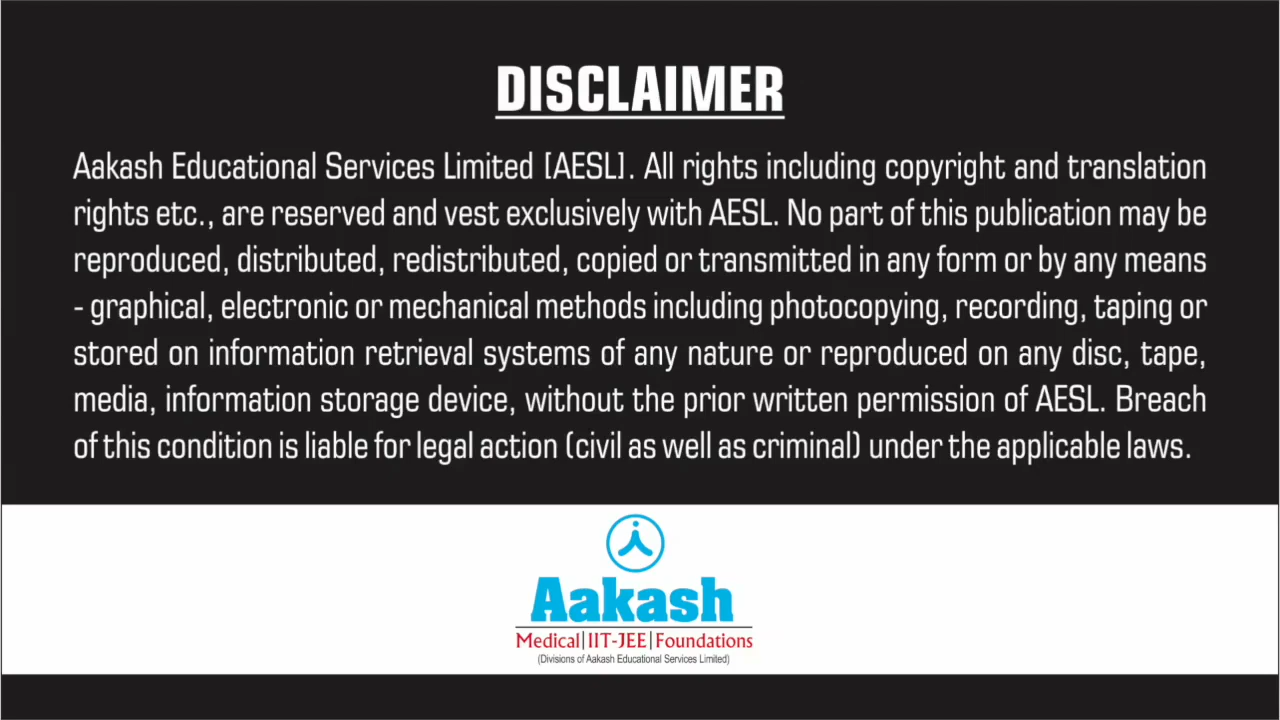 DISCLAIMER
Aakash Educational Services Limited [AESL]. All rights including copyright and translation
rights etc., are reserved and vest exclusively with AESL. No part of this publication may be
reproduced, distributed, redistributed, copied or transmitted in any form or by any means
- graphical, electronic or mechanical methods including photocopying, recording, taping or
stored on information retrieval systems of any nature or reproduced on any disc, tape,
media, information storage device, without the prior written permission of AESL. Breach
of this condition is liable for legal action (civil as well as criminal) under the applicable laws.
Aakash
Medical|IIT-JEE|Foundations
(Divisions of Aakash Educational Services Limited)